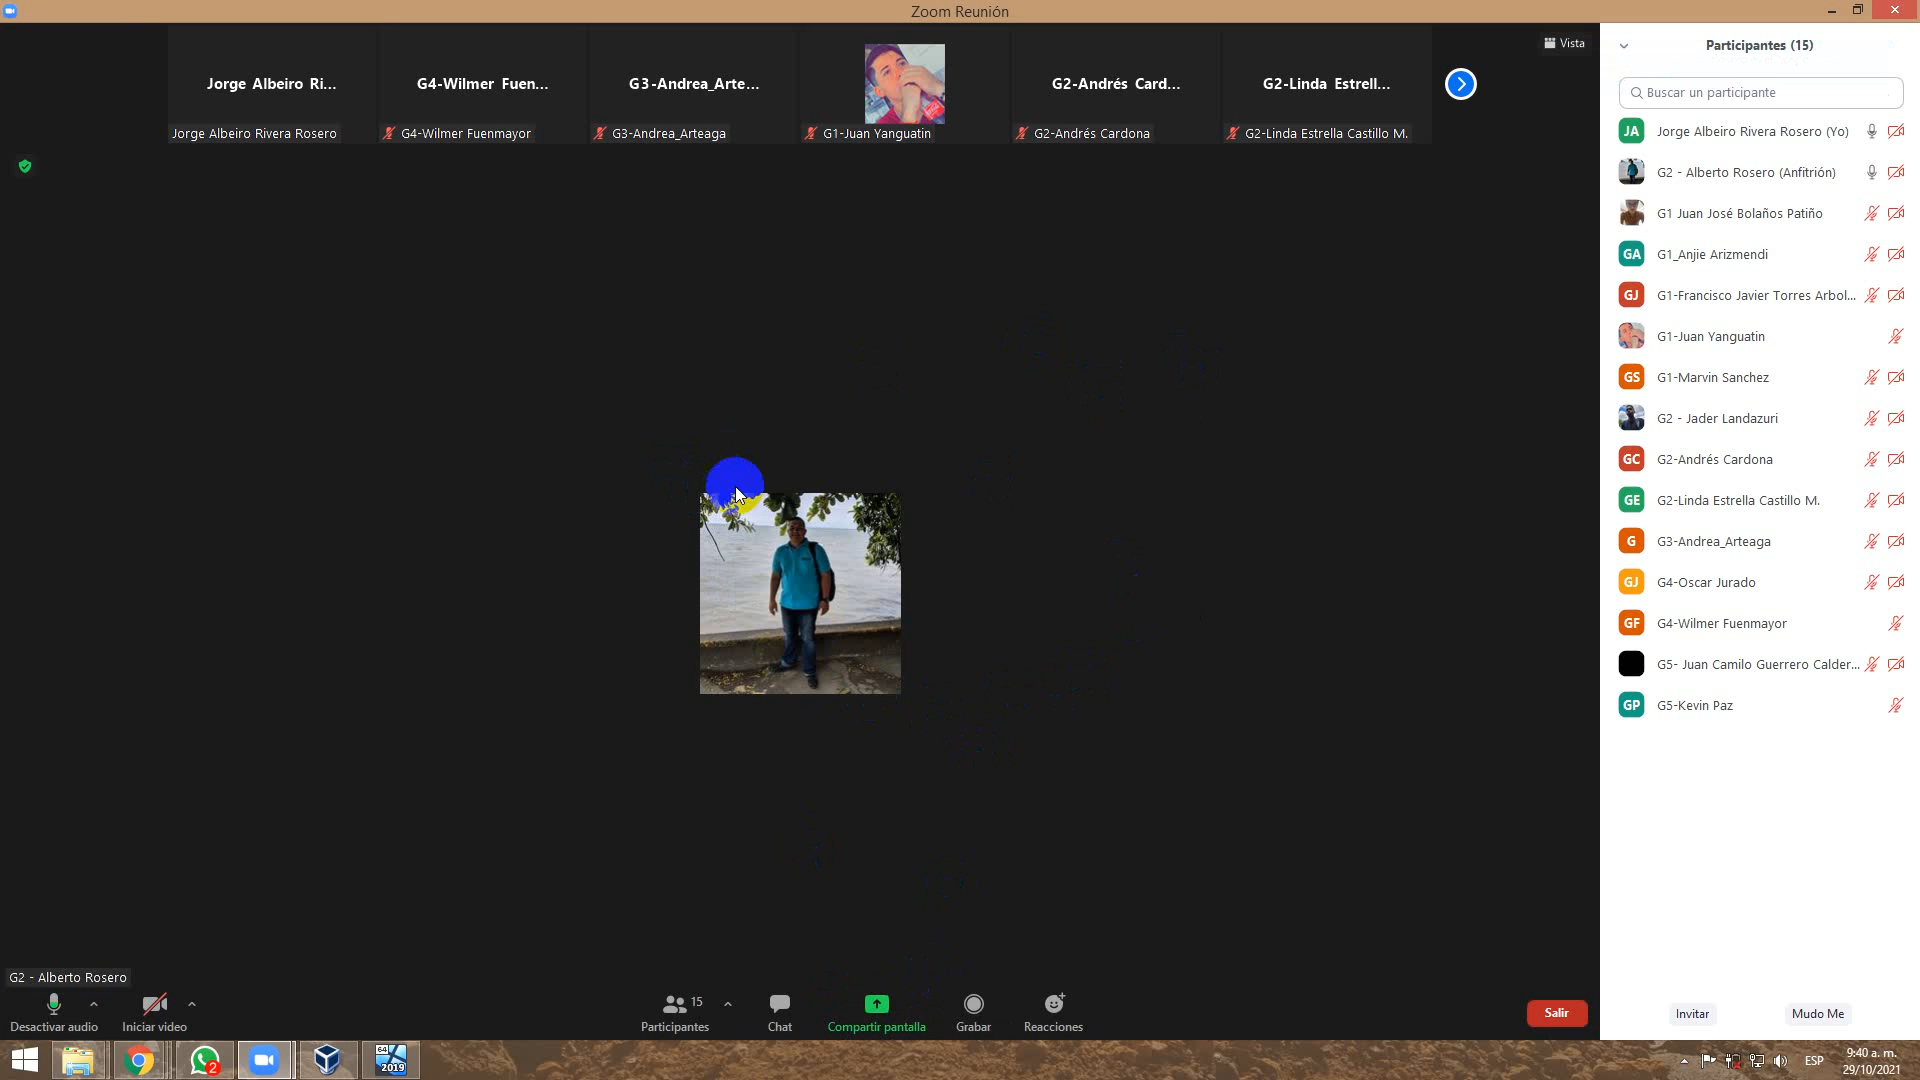 Zoom Reunión
Jorge Albeiro Ri...
G4-Wilmer Fuen...
G3-Andrea_Arte...
G2-Andrés Card...
G2-Linda Estrell...
Jorge Albeiro Rivera Rosero
G4-Wilmer Fuenmayor
G3-Andrea_Arteaga
G1-Juan Yanguatin
G2-Andrés Cardona
G2-Linda Estrella Castillo M.
Vista
Participantes (15)
Buscar un participante
JA Jorge Albeiro Rivera Rosero (Yo)
G2 - Alberto Rosero (Anfitrión)
G1 Juan José Bolaños Patiño
GA G1_Anjie Arizmendi
GJ G1-Francisco Javier Torres Arbol...
G1-Juan Yanguatin
GS G1-Marvin Sanchez
G2 - Jader Landazuri
GC G2-Andrés Cardona
GE G2-Linda Estrella Castillo M.
G G3-Andrea_Arteaga
GJ G4-Oscar Jurado
GF G4-Wilmer Fuenmayor
G5- Juan Camilo Guerrero Calder...
GP G5-Kevin Paz
Invitar
Mudo Me
G2 - Alberto Rosero
Desactivar audio
Iniciar video
15
Participantes
Chat
Compartir pantalla
Grabar
Reacciones
Salir
2
64
2019
ESP
9:40 a. m.
29/10/2021